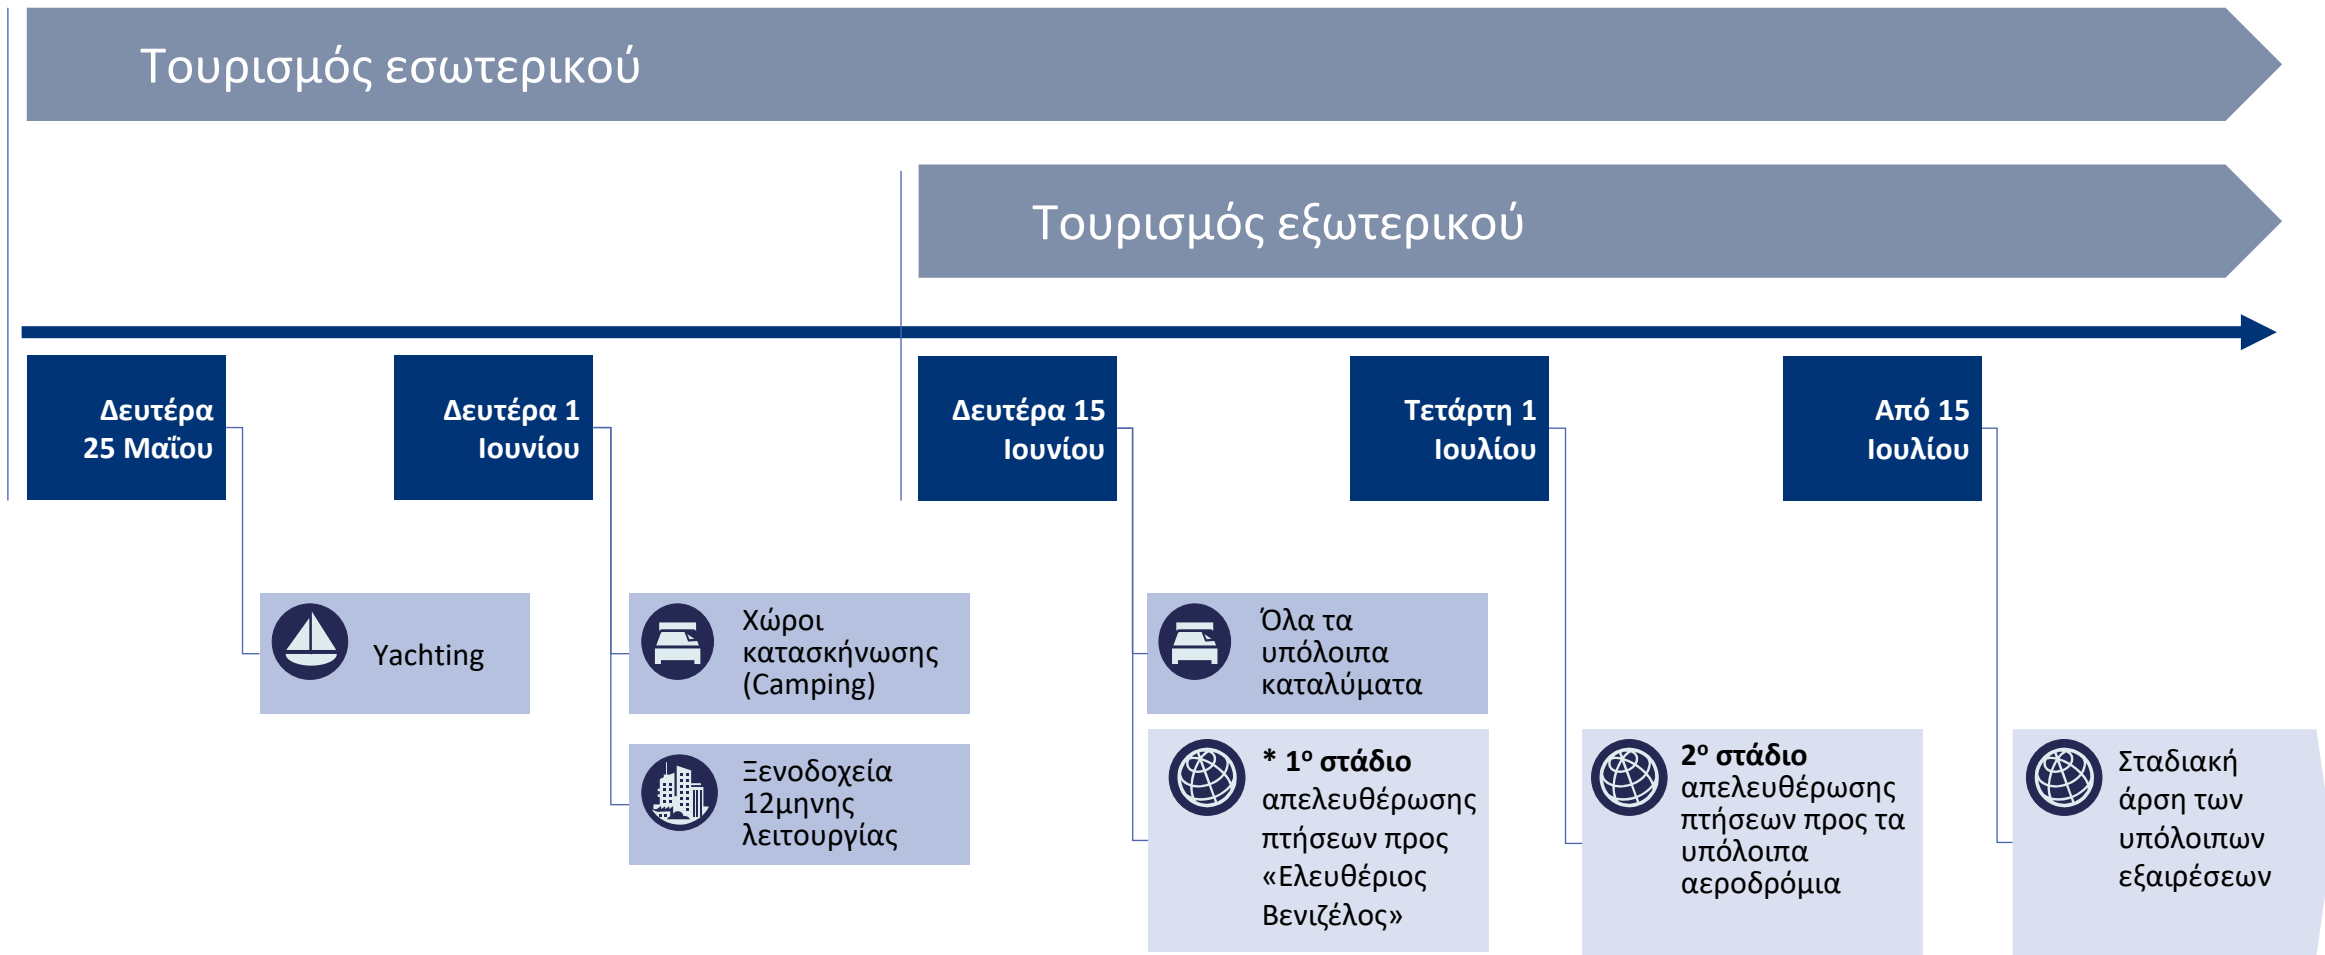 Τουρισμός εσωτερικού
Τουρισμός εξωτερικού
Δευτέρα
25 Μαΐου
Δευτέρα 1
Ιουνίου
Δευτέρα 15
Ιουνίου
Τετάρτη 1
Ιουλίου
Από 15
Ιουλίου
Yachting
Χώροι
κατασκήνωσης
(Camping)
Ξενοδοχεία
12μηνης
λειτουργίας
Όλα τα
υπόλοιπα
καταλύματα
* 1ο στάδιο
απελευθέρωσης
πτήσεων προς
«Ελευθέριος
Βενιζέλος»
2ο στάδιο
απελευθέρωσης
πτήσεων προς τα
υπόλοιπα
αεροδρόμια
Σταδιακή
άρση των
υπόλοιπων
εξαιρέσεων